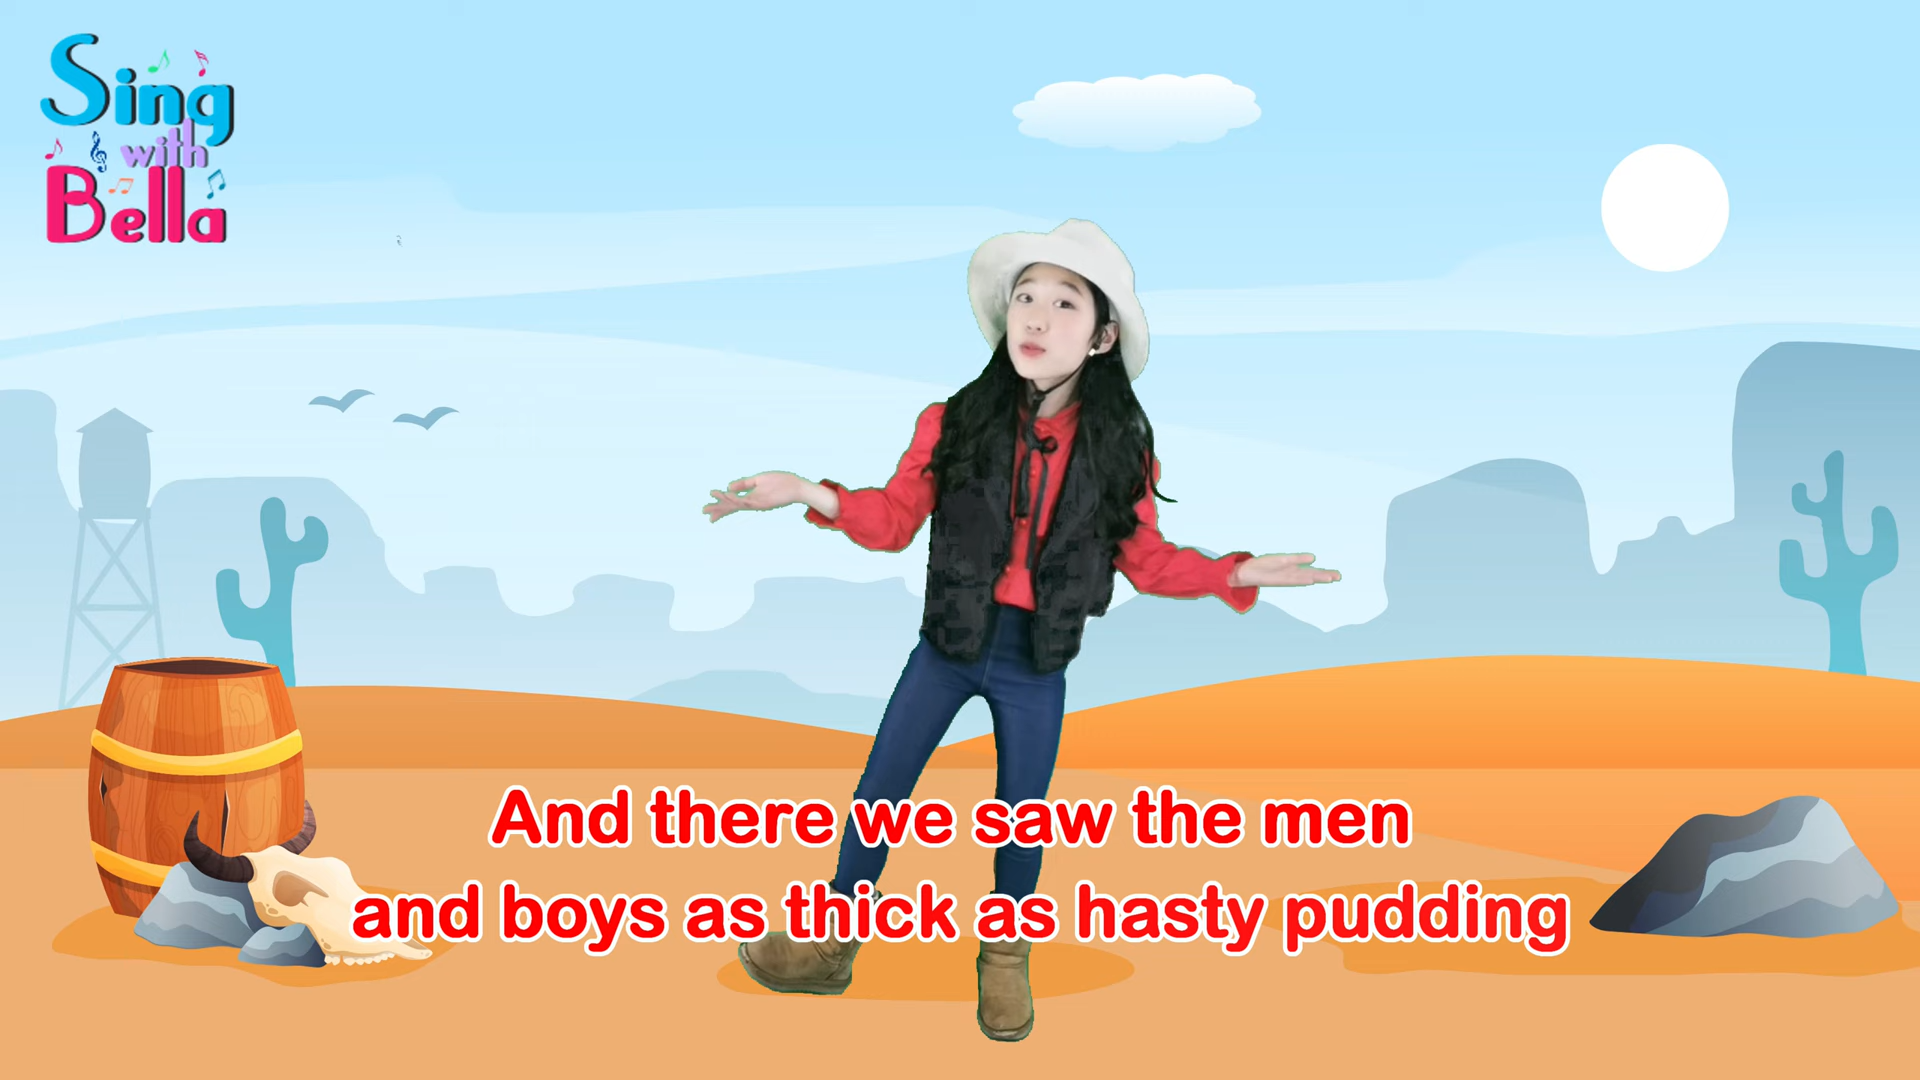 Sing
with
Bella
And there we saw the men
and boys as thick as hasty pudding